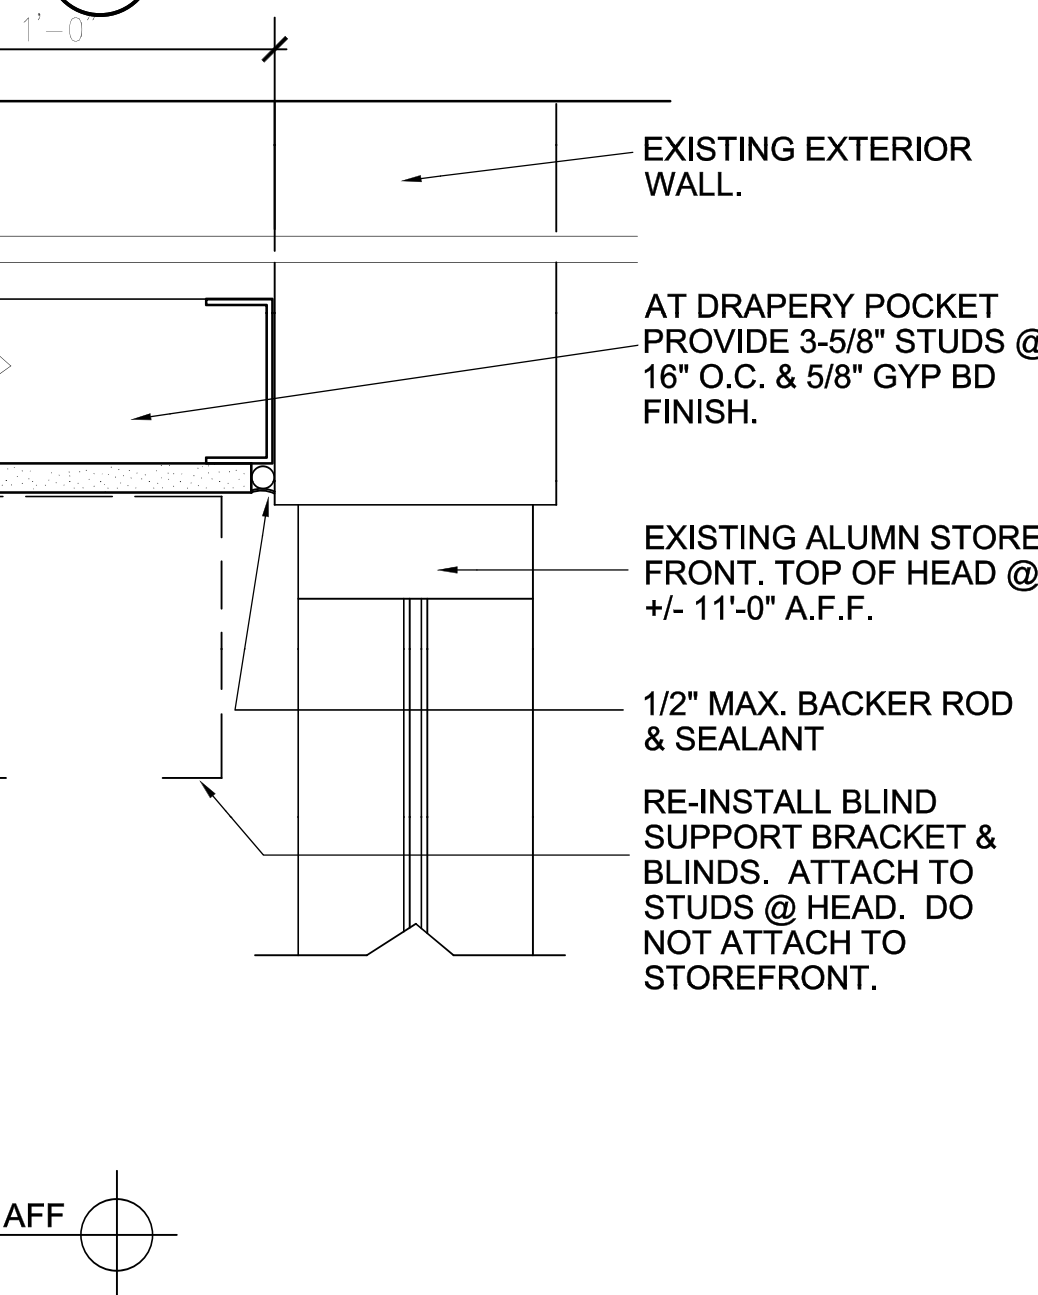 1'-0"
EXISTING EXTERIOR
WALL.
AT DRAPERY POCKET
PROVIDE 3-5/8" STUDS @
16" O.C. & 5/8" GYP BD
FINISH.
EXISTING ALUMN STORE
FRONT. TOP OF HEAD @
+/- 11'-0" A.F.F.
1/2" MAX. BACKER ROD
& SEALANT
RE-INSTALL BLIND
SUPPORT BRACKET &
BLINDS. ATTACH TO
STUDS @ HEAD. DO
NOT ATTACH TO
STOREFRONT.
AFF